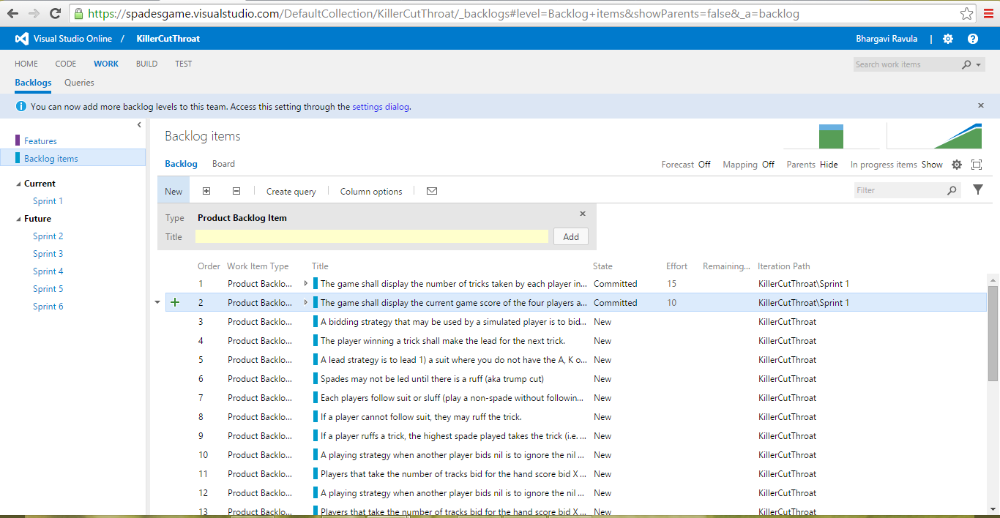 https://spadesgame.visualstudio.com/DefaultCollection/KillerCutThroat/_backlogs#level=Backlog+items&showParents=false&_a=backlog
Visual Studio Online / KillerCutThroat Bhargavi Ravula |
HOME CODE WORK BUILD TEST Search work items
Backlogs Queries
You can now add more backlog levels to this team. Access this setting through the settings dialog.
Features
Backlog items
Current
Sprint 1
Future
Sprint 2
Sprint 3
Sprint 4
Sprint 5
Sprint 6
Backlog items
Backlog Board Forecast Off Mapping Off Parents Hide In progress items Show
New Create query Column options Filter
Type Product Backlog Item
Title Add
Order Work Item Type Title State Effort Remaining... Iteration Path
1 Product Backlo... The game shall display the number of tricks taken by each player in... Committed 15 KillerCutThroat\Sprint 1
2 Product Backlo... The game shall display the current game score of the four players a... Committed 10 KillerCutThroat\Sprint 1
3 Product Backlo... A bidding strategy that may be used by a simulated player is to bid... New KillerCutThroat
4 Product Backlo... The player winning a trick shall make the lead for the next trick. New KillerCutThroat
5 Product Backlo... A lead strategy is to lead 1) a suit where you do not have the A, K o... New KillerCutThroat
6 Product Backlo... Spades may not be led until there is a ruff (aka trump cut) New KillerCutThroat
7 Product Backlo... Each players follow suit or sluff (play a non-spade without followin... New KillerCutThroat
8 Product Backlo... If a player cannot follow suit, they may ruff the trick. New KillerCutThroat
9 Product Backlo... If a player ruffs a trick, the highest spade played takes the trick (i.e. ... New KillerCutThroat
10 Product Backlo... A playing strategy when another player bids nil is to ignore the nil ... New KillerCutThroat
11 Product Backlo... Players that take the number of tracks bid for the hand score bid X ... New KillerCutThroat
12 Product Backlo... A playing strategy when another player bids nil is to ignore the nil ... New KillerCutThroat
13 Product Backlo... Players that take the number of tracks bid for the hand score bid X ... New KillerCutThroat